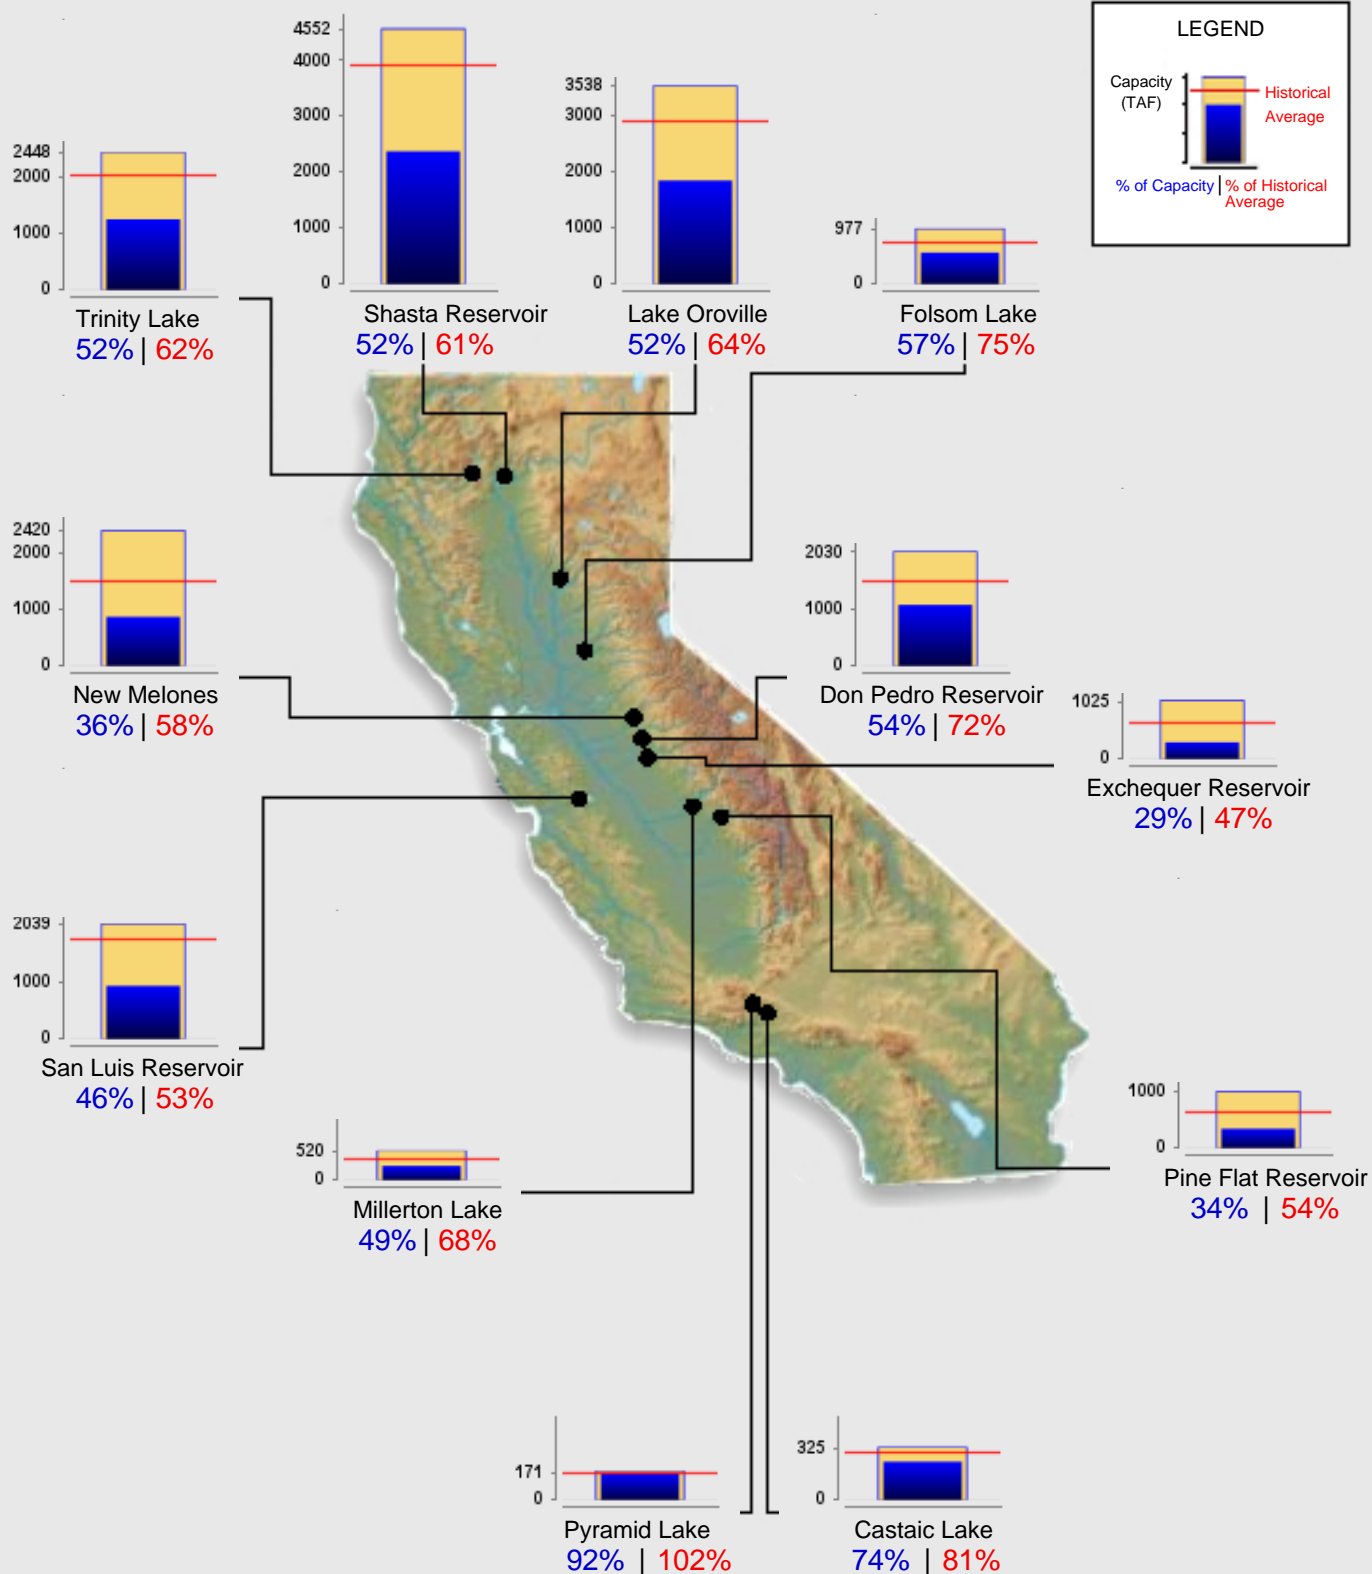 LEGEND
Capacity
(TAF)
Historical
Average
% of Capacity | % of Historical
Average
4552
4000
3000
2000
1000
0
Shasta Reservoir
52% | 61%
3538
3000
2000
1000
0
Lake Oroville
52% | 64%
2448
2000
1000
0
Trinity Lake
52% | 62%
977
0
Folsom Lake
57% | 75%
2420
2000
1000
0
New Melones
36% | 58%
2030
1000
0
Don Pedro Reservoir
54% | 72%
1025
0
Exchequer Reservoir
29% | 47%
2039
1000
0
San Luis Reservoir
46% | 53%
520
0
Millerton Lake
49% | 68%
1000
0
Pine Flat Reservoir
34% | 54%
171
0
Pyramid Lake
92% | 102%
325
0
Castaic Lake
74% | 81%